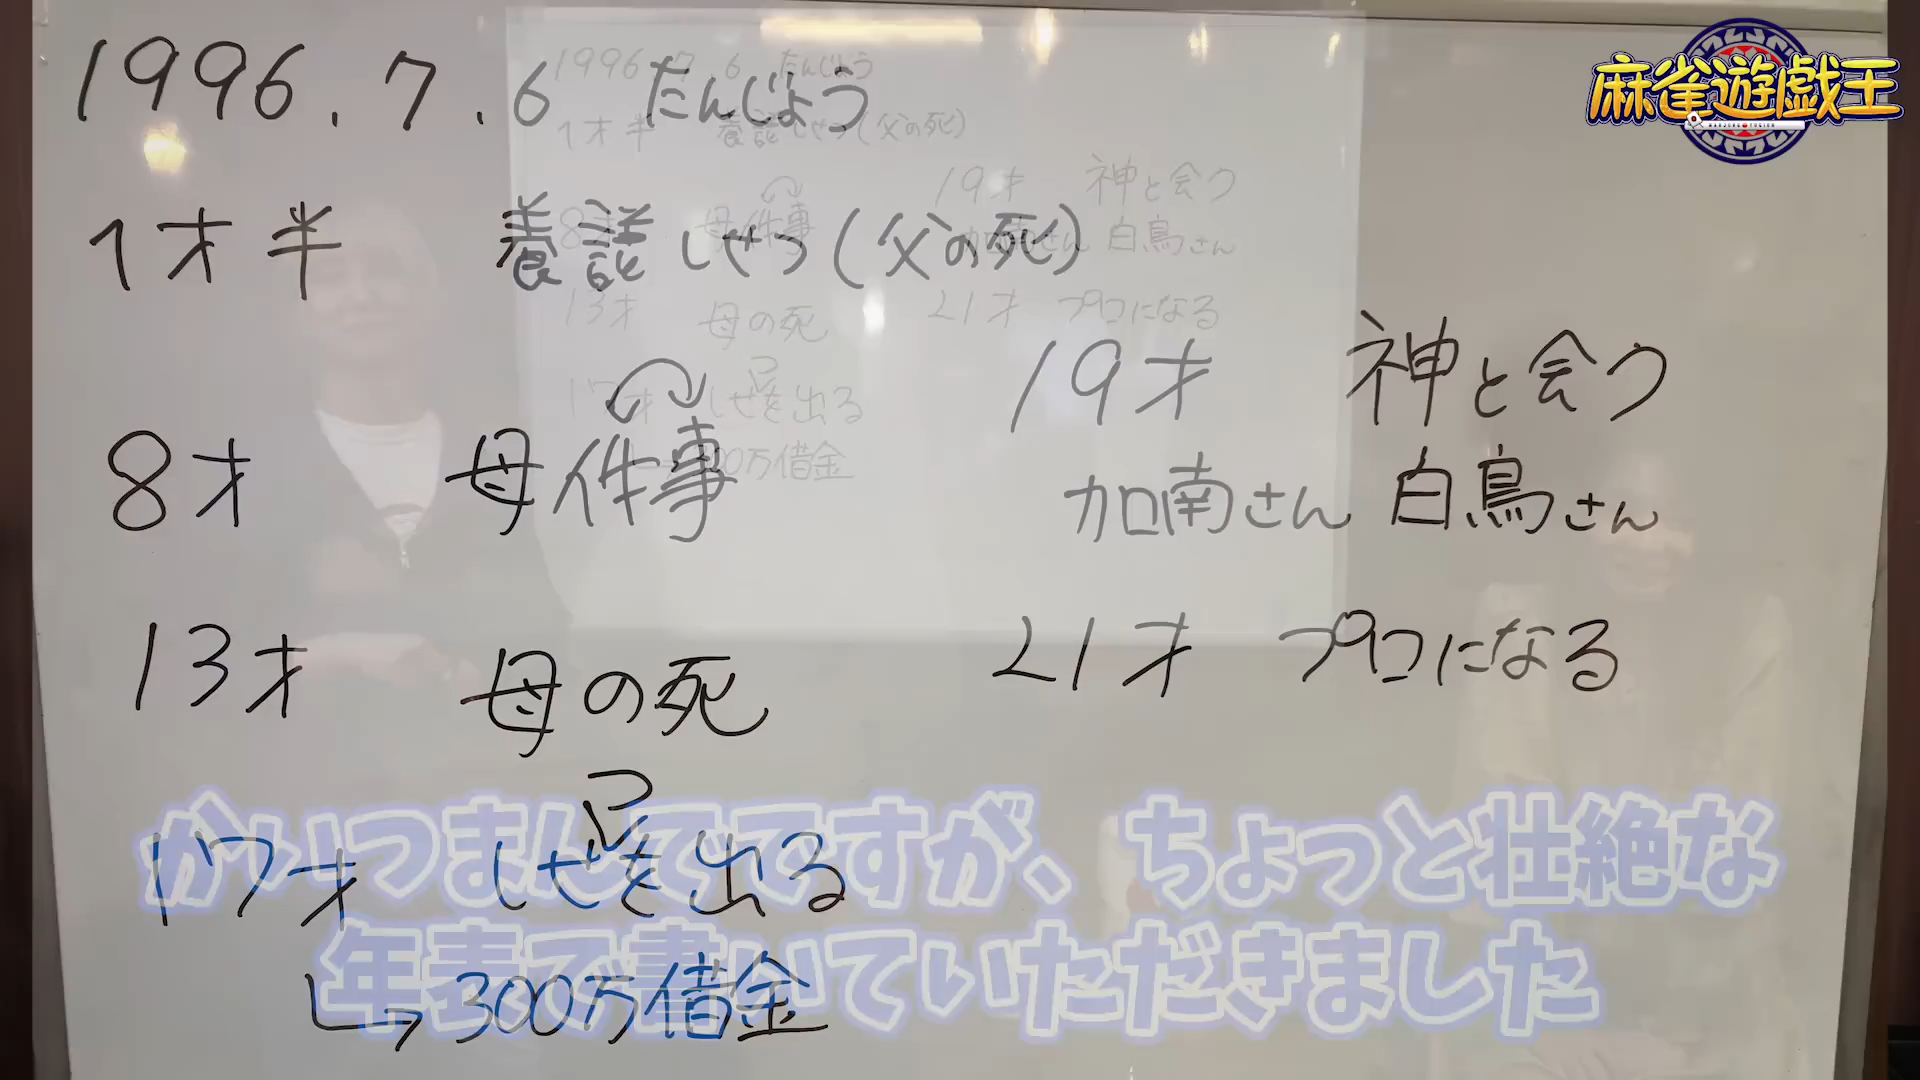 1996.7.6 たんじょう
1才半 養護しせつ(父の死)
8才 母件事
13才 母の死
17才 しせつを出る
→300万借金
19才 神と会う
加南さん 白鳥さん
21才 プロになる
麻雀遊戯王
かいつまんでですが、ちょっと壮絶な
年表で書いていただきました